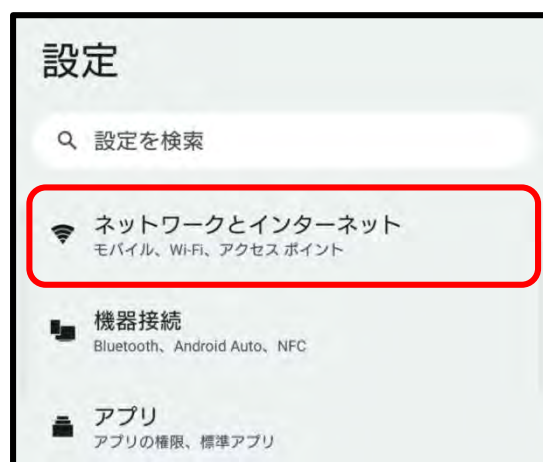 設定
設定を検索
ネットワークとインターネット
モバイル、Wi-Fi、アクセス ポイント
機器接続
Bluetooth、Android Auto、NFC
アプリ
アプリの権限、標準アプリ